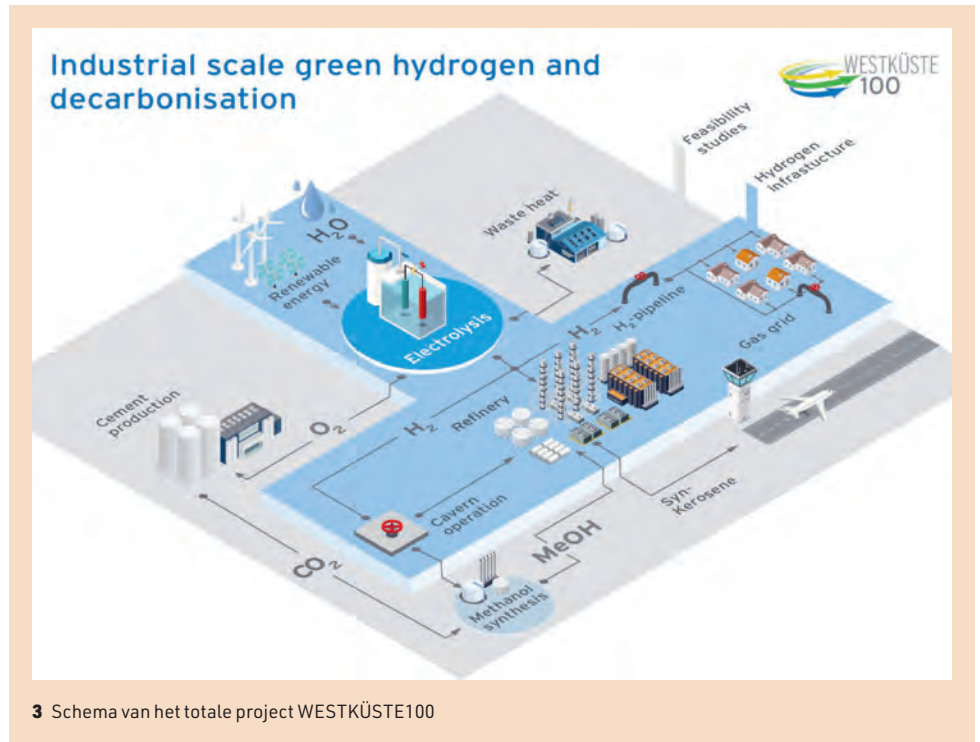 Industrial scale green hydrogen and
decarbonisation
WESTKÜSTE
100
Feasibility
studies
Hydrogen
infrastucture
Waste heat
H₂O
Renewable
energy
Electrolysis
H₂
H₂-pipeline
Gas grid
Cement
production
O₂
H₂
Refinery
Cavern
operation
Syn-
Kerosene
CO₂
MeOH
Methanol
synthesis
3 Schema van het totale project WESTKÜSTE100